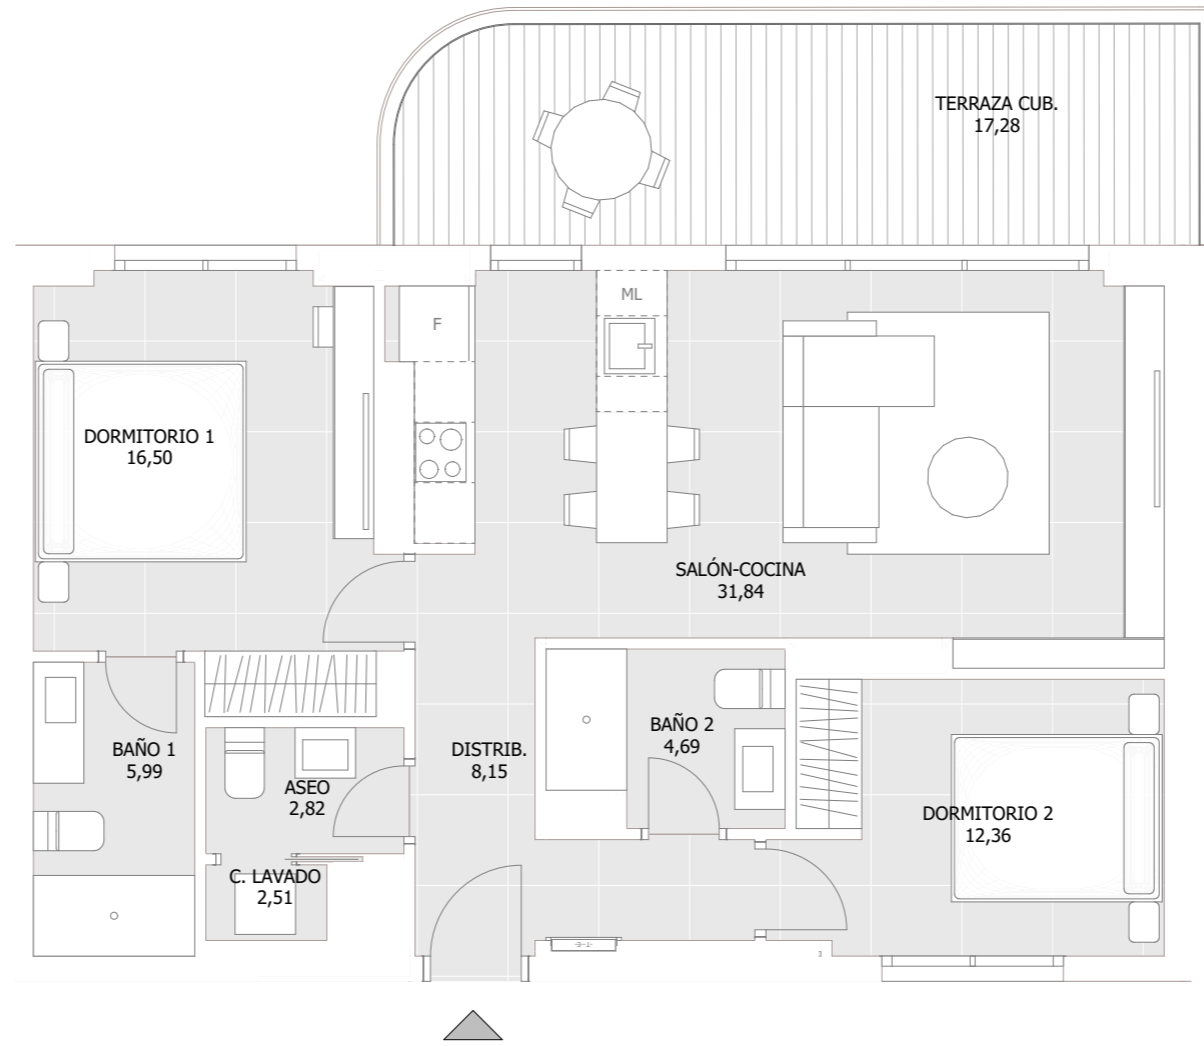 TERRAZA CUB.
17,28
ML
F
DORMITORIO 1
16,50
SALÓN-COCINA
31,84
BAÑO 1
5,99
ASEO
2,82
DISTRIB.
8,15
BAÑO 2
4,69
DORMITORIO 2
12,36
C. LAVADO
2,51